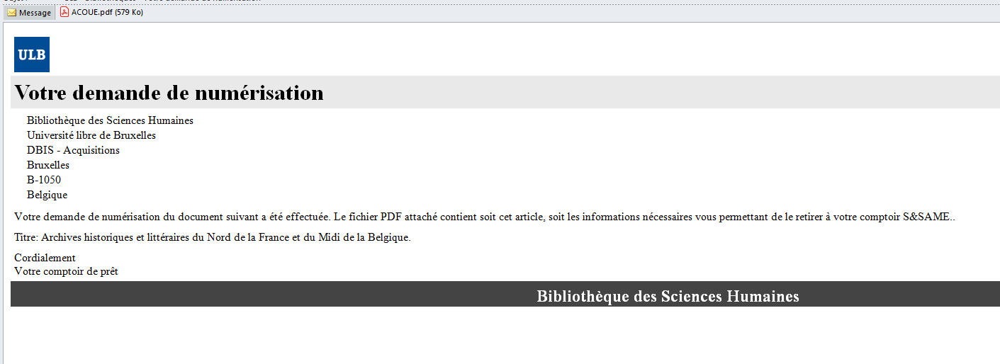 Message ACOUE.pdf (579 Ko)
ULB
Votre demande de numérisation
Bibliothèque des Sciences Humaines
Université libre de Bruxelles
DBIS - Acquisitions
Bruxelles
B-1050
Belgique
Votre demande de numérisation du document suivant a été effectuée. Le fichier PDF attaché contient soit cet article, soit les informations nécessaires vous permettant de le retirer à votre comptoir S&SAME..
Titre: Archives historiques et littéraires du Nord de la France et du Midi de la Belgique.
Cordialement
Votre comptoir de prêt
Bibliothèque des Sciences Humaines